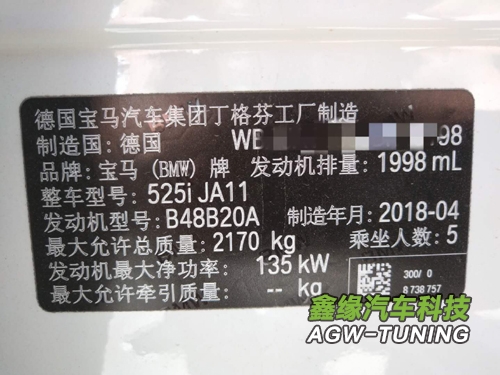 德国宝马汽车集团丁格芬工厂制造
制造国: 德国 WB 98
品牌: 宝马 (BMW) 牌 发动机排量: 1998 mL
整车型号: 525i JA11
发动机型号: B48B20A 制造年月: 2018-04
最大允许总质量: 2170 kg 乘坐人数: 5
发动机最大净功率: 135 kW
最大允许牵引质量: -- kg
300/ 0
8 738 757
鑫缘汽车科技
AGW-TUNING